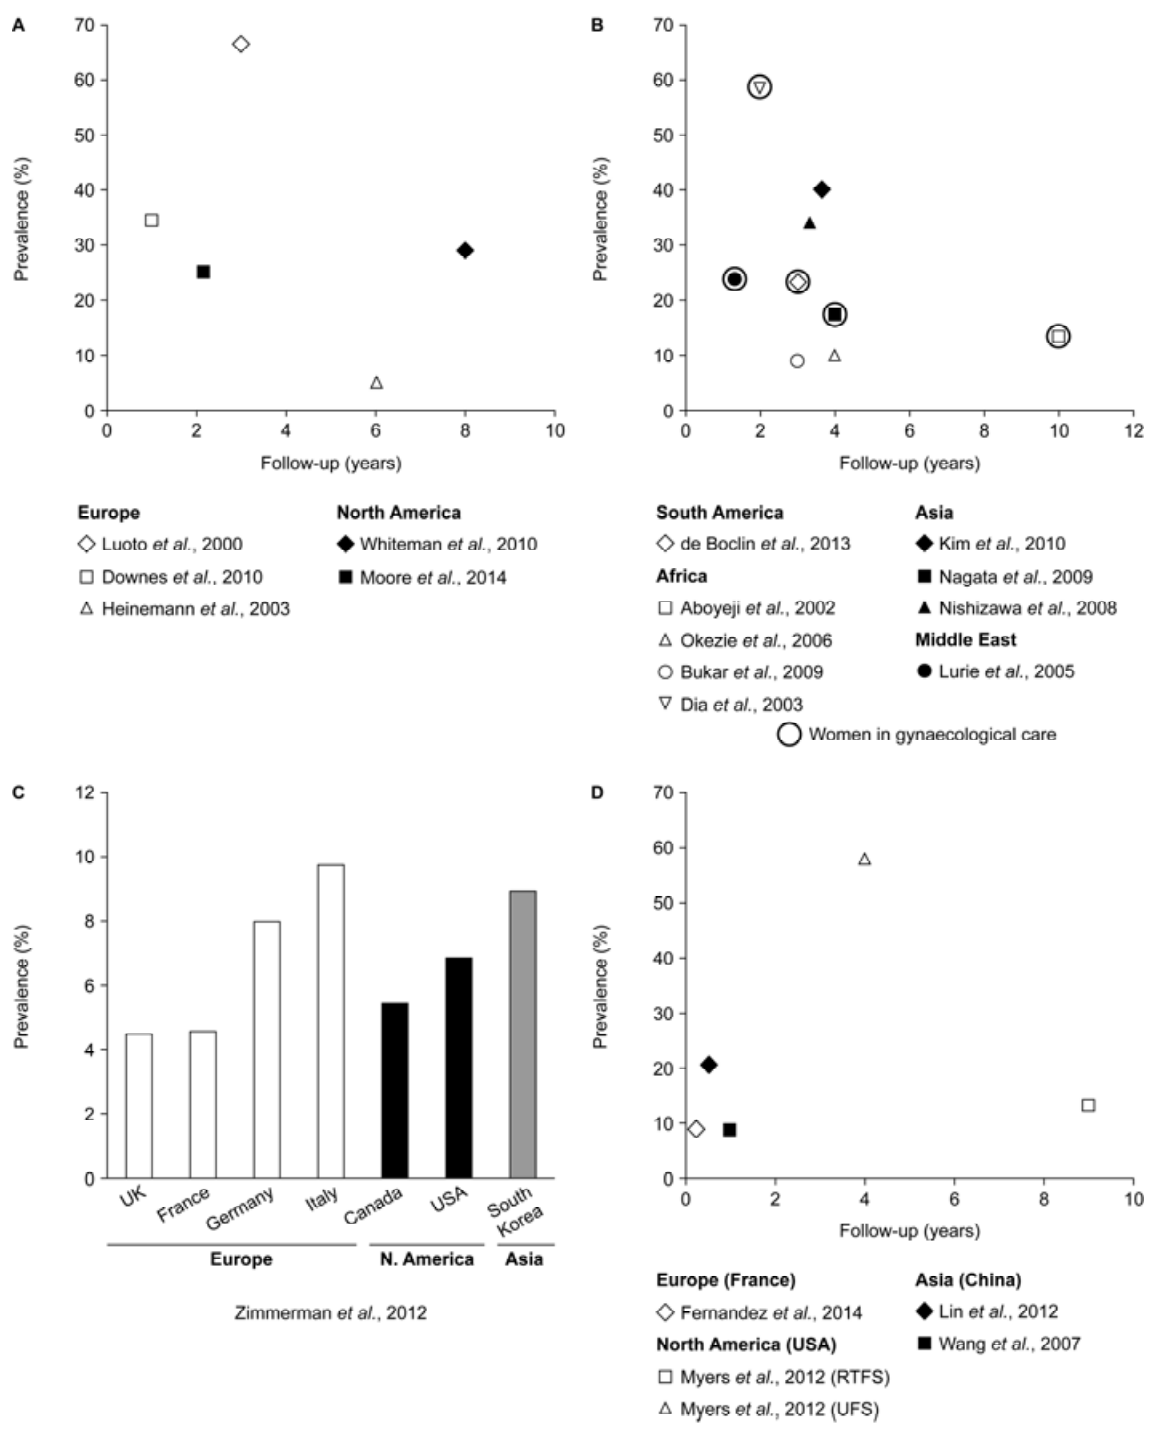 A
70
60
50
40
30
20
10
0
Prevalence (%)
0 2 4 6 8 10
Follow-up (years)
Europe
Luoto et al., 2000
Downes et al., 2010
Heinemann et al., 2003
North America
Whiteman et al., 2010
Moore et al., 2014
B
70
60
50
40
30
20
10
0
Prevalence (%)
0 2 4 6 8 10 12
Follow-up (years)
South America
de Boclin et al., 2013
Africa
Aboyeji et al., 2002
Okezie et al., 2006
Bukar et al., 2009
Dia et al., 2003
Asia
Kim et al., 2010
Nagata et al., 2009
Nishizawa et al., 2008
Middle East
Lurie et al., 2005
Women in gynaecological care
C
12
10
8
6
4
2
0
Prevalence (%)
UK
France
Germany
Italy
Canada
USA
South
Korea
Europe
N. America
Asia
Zimmerman et al., 2012
D
70
60
50
40
30
20
10
0
Prevalence (%)
0 2 4 6 8 10
Follow-up (years)
Europe (France)
Fernandez et al., 2014
North America (USA)
Myers et al., 2012 (RTFS)
Myers et al., 2012 (UFS)
Asia (China)
Lin et al., 2012
Wang et al., 2007